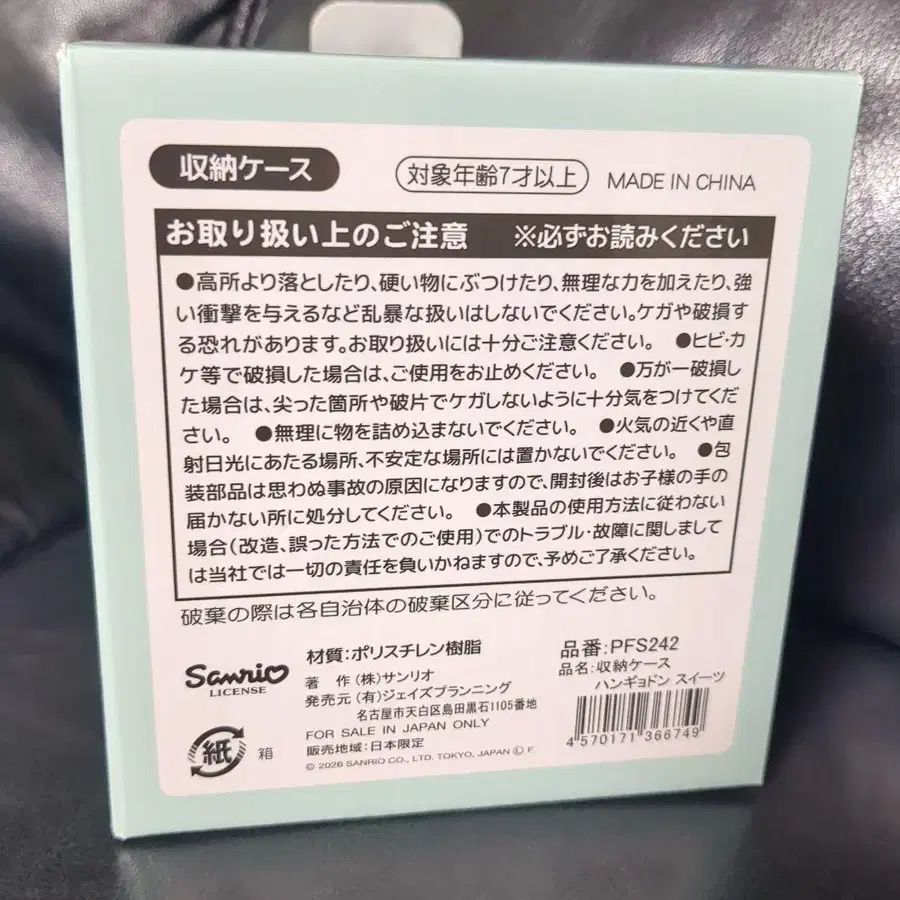 収納ケース
対象年齢7才以上
MADE IN CHINA
お取り扱い上のご注意 ※必ずお読みください
●高所より落としたり、硬い物にぶつけたり、無理な力を加えたり、強
い衝撃を与えるなど乱暴な扱いはしないでください。ケガや破損す
る恐れがあります。お取り扱いには十分ご注意ください。 ●ヒビ・カ
ケ等で破損した場合は、ご使用をお止めください。 ●万が一破損し
た場合は、尖った箇所や破片でケガしないように十分気をつけてくだ
さい。 ●無理に物を詰め込まないでください。 ●火気の近くや直
射日光にあたる場所、不安定な場所には置かないでください。 ●包
装部品は思わぬ事故の原因になりますので、開封後はお子様の手の
届かない所に処分してください。 ●本製品の使用方法に従わない
場合(改造、誤った方法でのご使用)でのトラブル・故障に関しまして
は当社では一切の責任を負いかねますので、予めご了承ください。
破棄の際は各自治体の破棄区分に従ってください。
Sanrio
LICENSE
材質:ポリスチレン樹脂
著 作 (株)サンリオ
発売元 (有)ジェイズプランニング
名古屋市天白区島田黒石1105番地
FOR SALE IN JAPAN ONLY
販売地域:日本限定
© 2026 SANRIO CO., LTD. TOKYO, JAPAN Ⓛ F
紙
箱
品番:PFS242
品名:収納ケース
ハンギョドン スイーツ
4 570171 366749